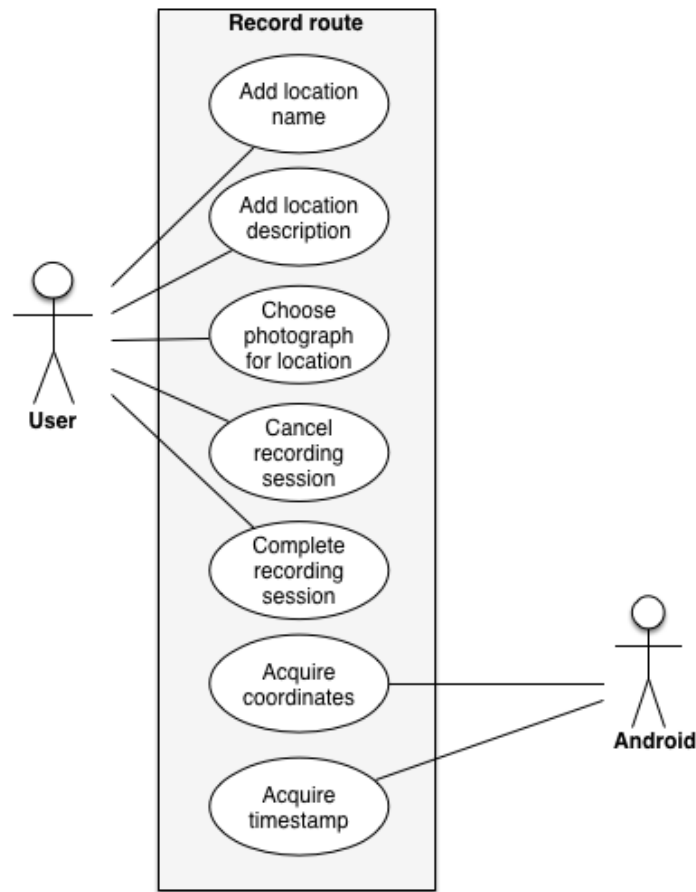 Record route
Add location
name
Add location
description
Choose
photograph
for location
User
Cancel
recording
session
Complete
recording
session
Acquire
coordinates
Android
Acquire
timestamp